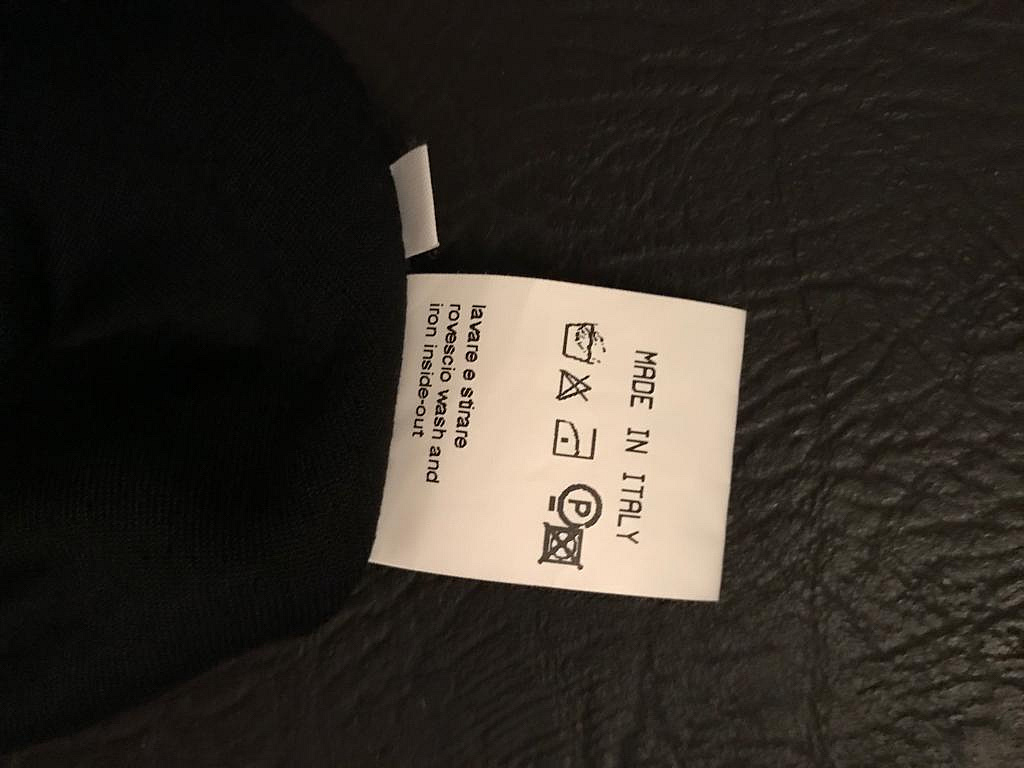 MADE IN ITALY
P
lavare e stirare
rovescio wash and
iron inside-out